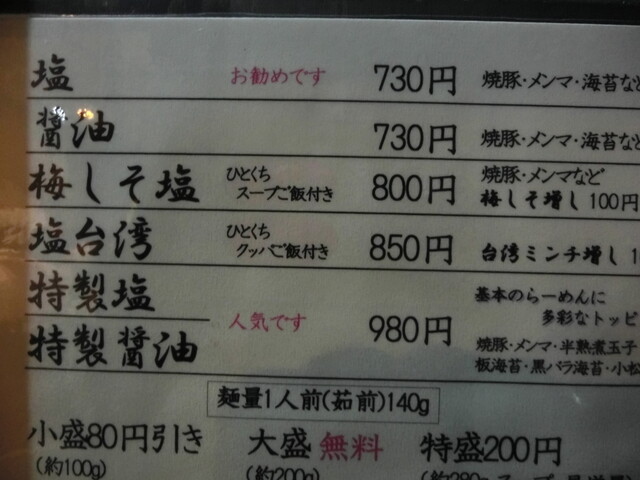 塩 お勧めです 730円 焼豚・メンマ・海苔など
醤油 730円 焼豚・メンマ・海苔など
梅しそ塩 ひとくち スープご飯付き 800円 焼豚・メンマなど
梅しそ増し 100円
塩台湾 ひとくち クッパご飯付き 850円 台湾ミンチ増し 1
特製塩
特製醤油
人気です 980円
基本のらーめんに
多彩なトッピ
焼豚・メンマ・半熟煮玉子
板海苔・黒バラ海苔・小松
麺量1人前(茹前)140g
小盛80円引き 大盛 無料 特盛200円
(約100g) (約200g) (約280g